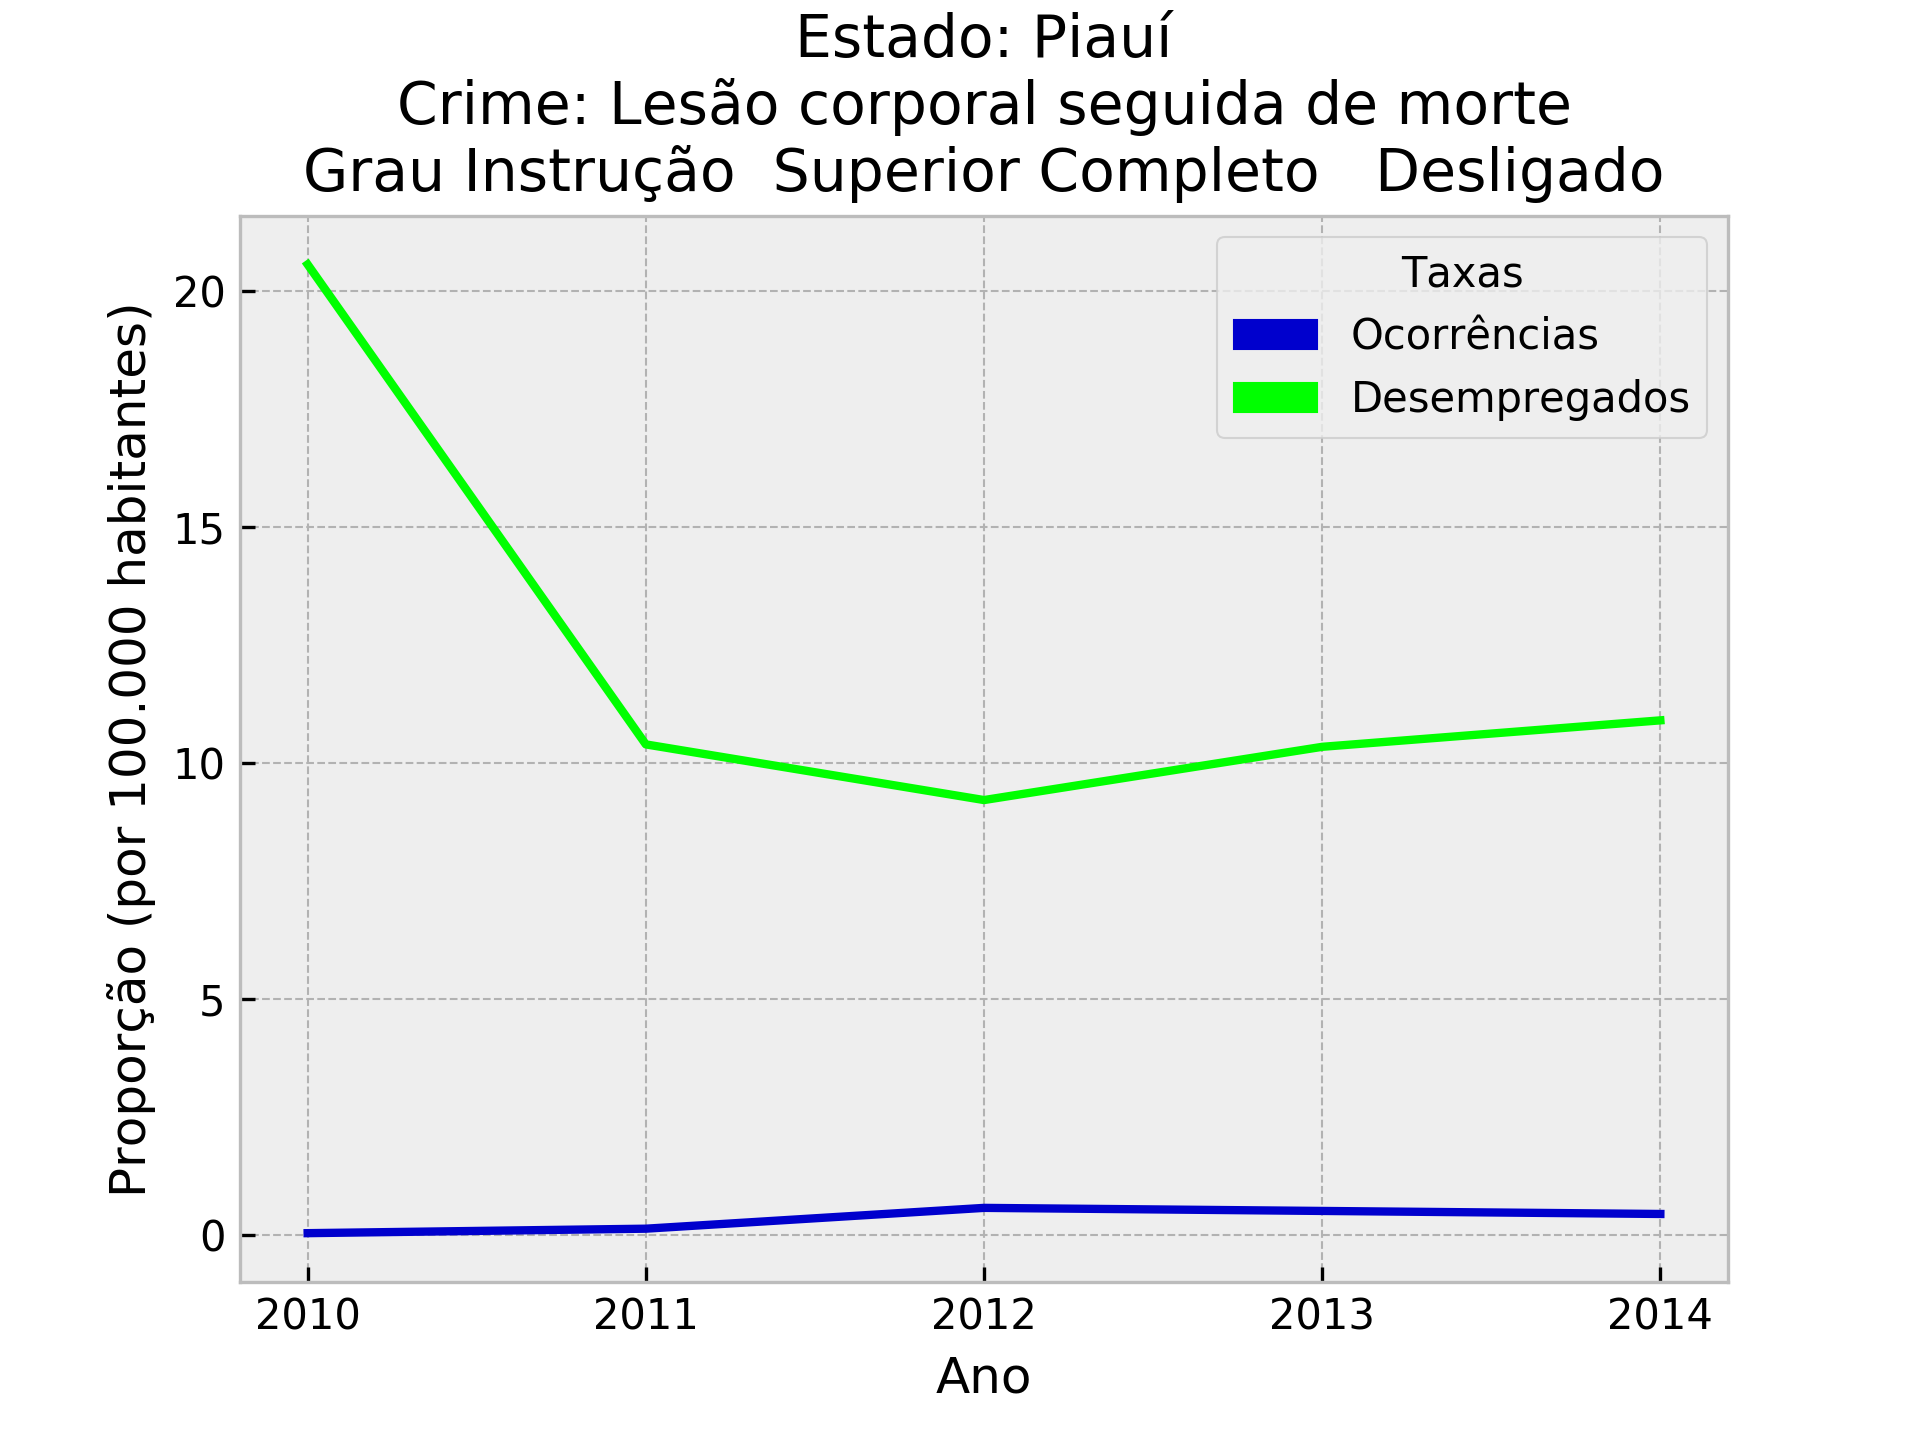 Estado: Piauí
Crime: Lesão corporal seguida de morte
Grau Instrução  Superior Completo   Desligado
Taxas
Ocorrências
Desempregados
Proporção (por 100.000 habitantes)
20
15
10
5
0
2010 2011 2012 2013 2014
Ano